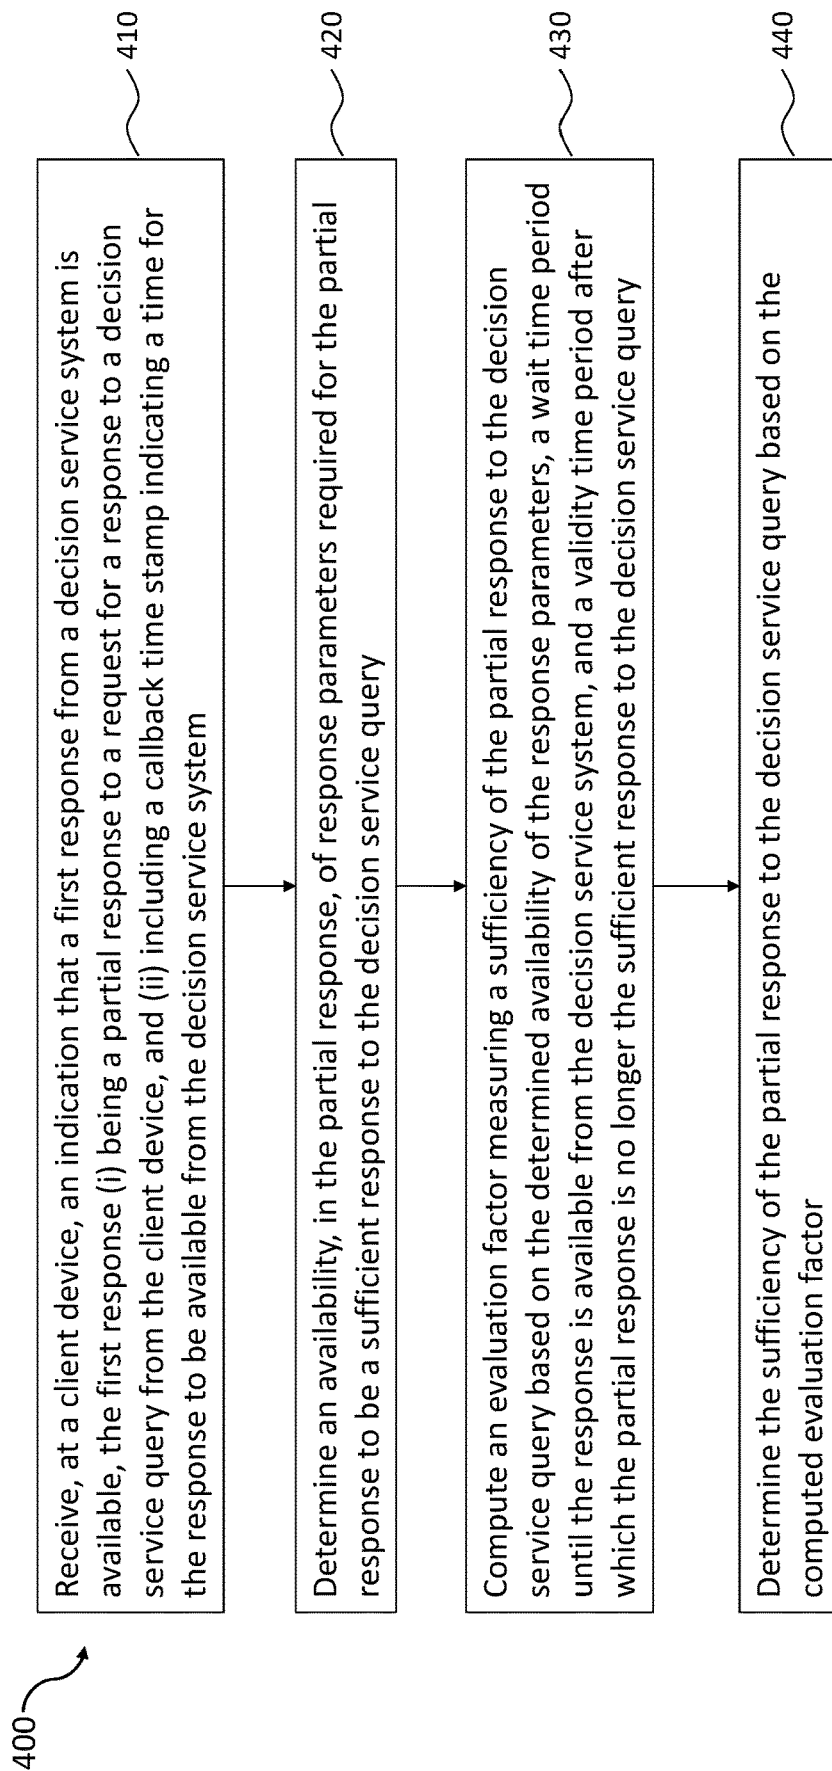 400
Receive, at a client device, an indication that a first response from a decision service system is
available, the first response (i) being a partial response to a request for a response to a decision
service query from the client device, and (ii) including a callback time stamp indicating a time for
the response to be available from the decision service system
410
Determine an availability, in the partial response, of response parameters required for the partial
response to be a sufficient response to the decision service query
420
Compute an evaluation factor measuring a sufficiency of the partial response to the decision
service query based on the determined availability of the response parameters, a wait time period
until the response is available from the decision service system, and a validity time period after
which the partial response is no longer the sufficient response to the decision service query
430
Determine the sufficiency of the partial response to the decision service query based on the
computed evaluation factor
440